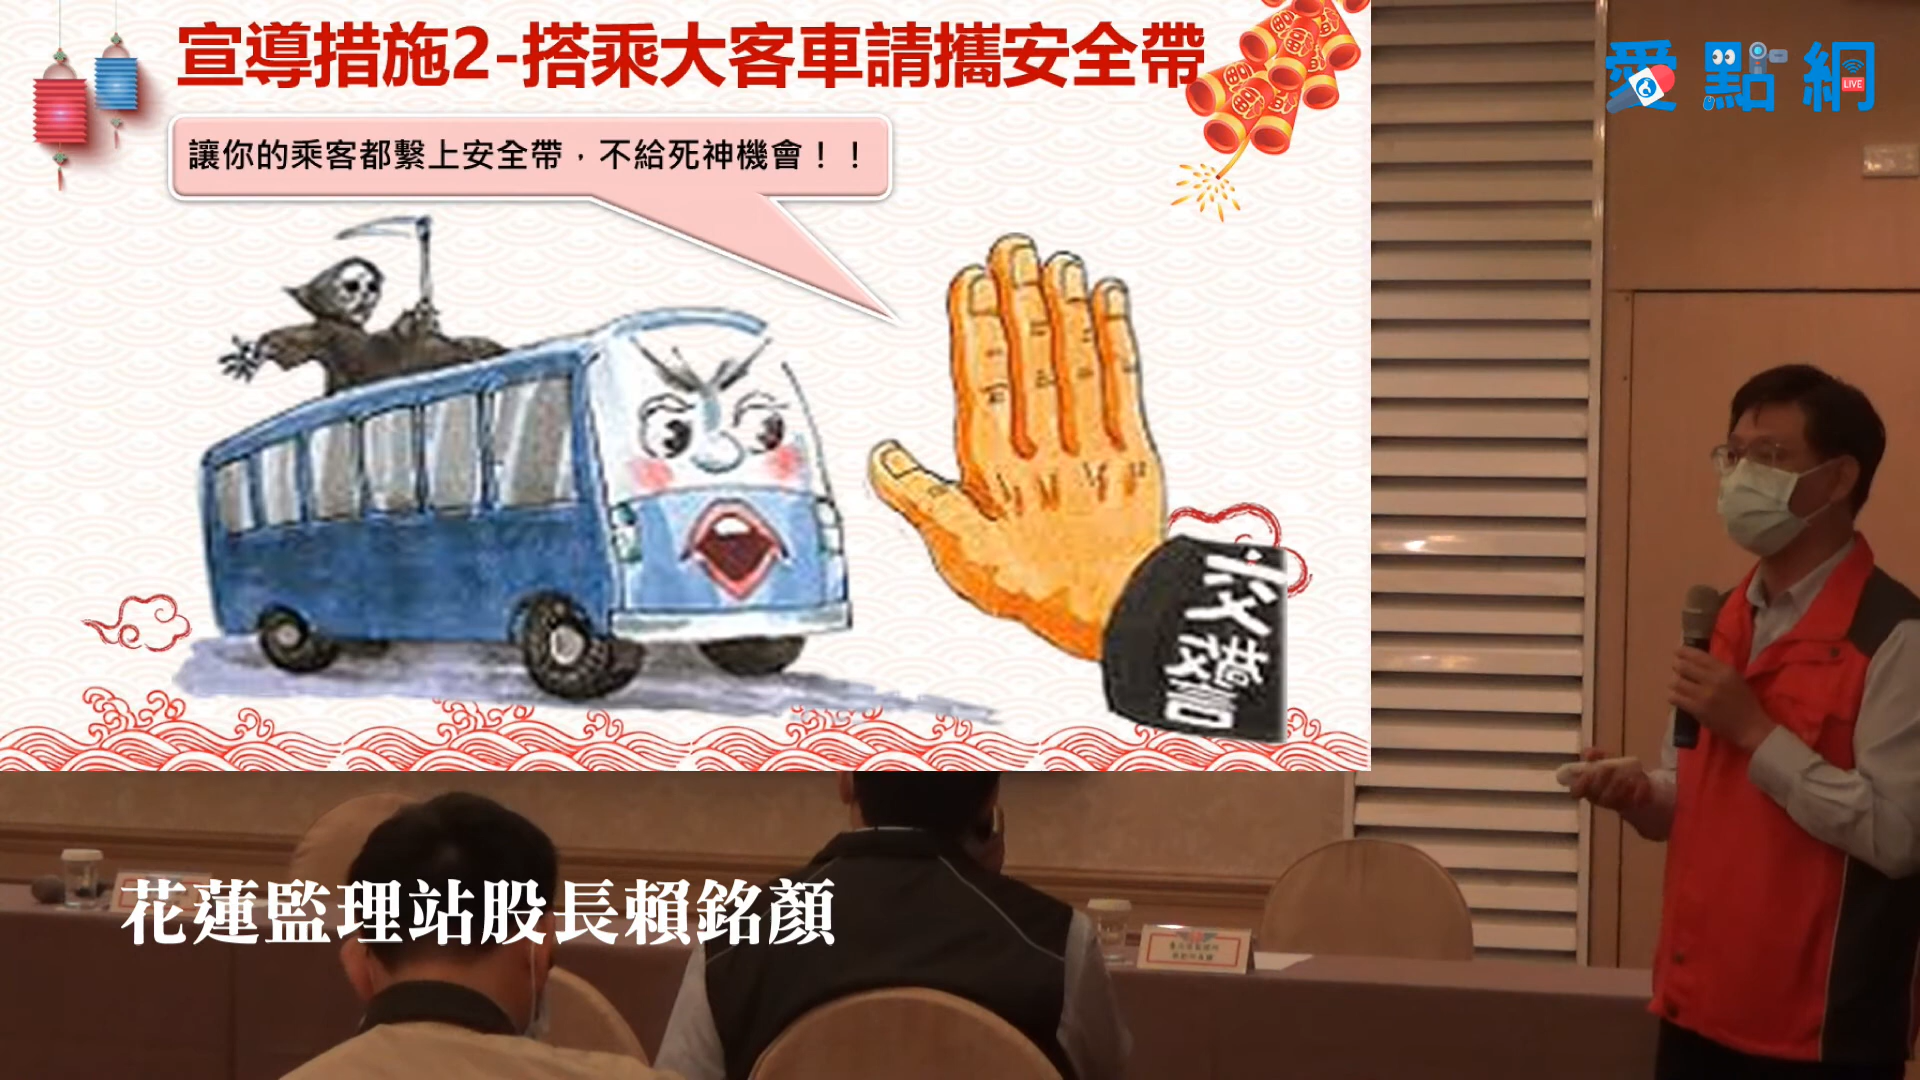 宣導措施2-搭乘大客車請攜安全帶
愛點網
LIVE
讓你的乘客都繫上安全帶，不給死神機會！！
福
交警
花蓮監理站股長賴銘顏